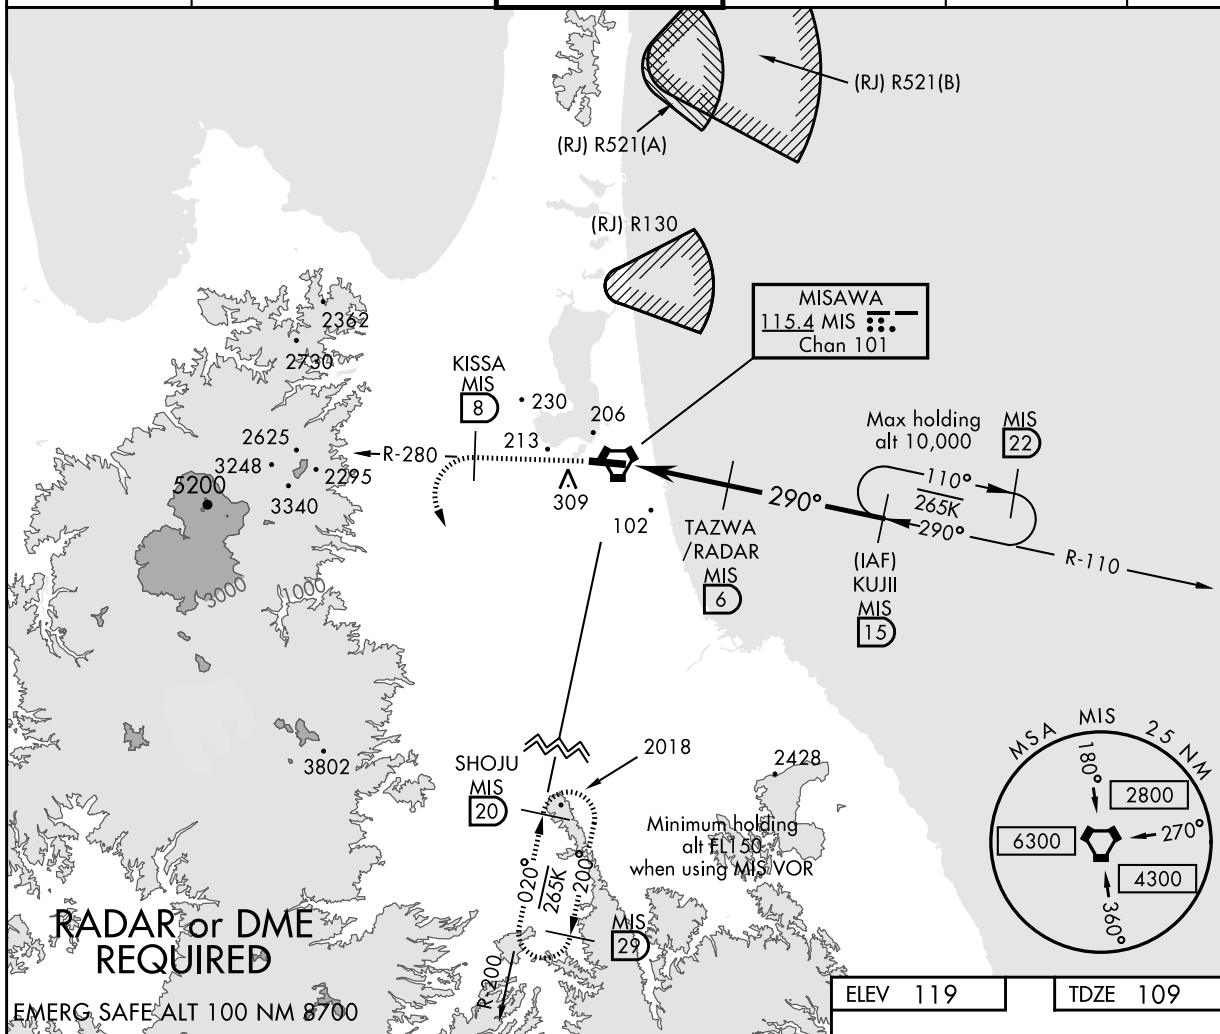 (RJ) R521(B)
(RJ) R521(A)
(RJ) R130
MISAWA
115.4 MIS
Chan 101
2362
2730
KISSA
MIS
8
230
206
213
Max holding
alt 10,000
MIS
22
2625
3248
2295
5200
3340
R-280
309
102
110°
265K
290°
290°
TAZWA
/RADAR
MIS
6
(IAF)
KUJII
MIS
15
R-110
3000
1000
3802
SHOJU
MIS
20
2018
2428
Minimum holding
alt FL150
when using MIS VOR
020°
265K
200°
MIS
29
R-200
MSA MIS 25 NM
180°
2800
270°
6300
4300
360°
RADAR or DME
REQUIRED
EMERG SAFE ALT 100 NM 8700
ELEV 119
TDZE 109